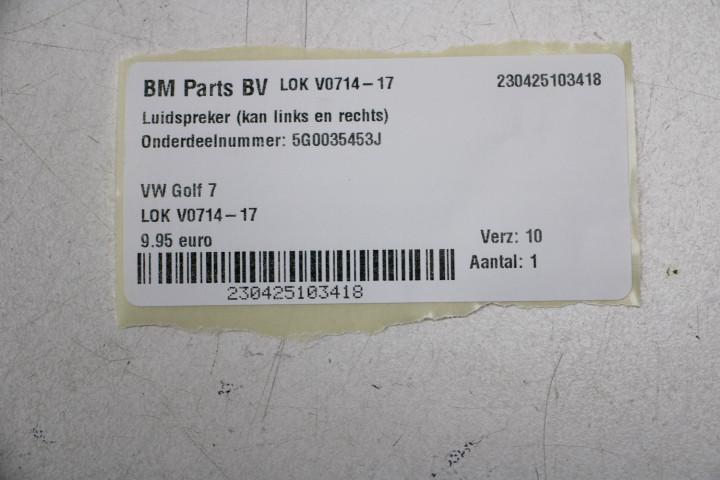 BM Parts BV LOK V0714-17 230425103418
Luidspreker (kan links en rechts)
Onderdeelnummer: 5G0035453J
VW Golf 7
LOK V0714-17
9.95 euro Verz: 10
Aantal: 1
230425103418